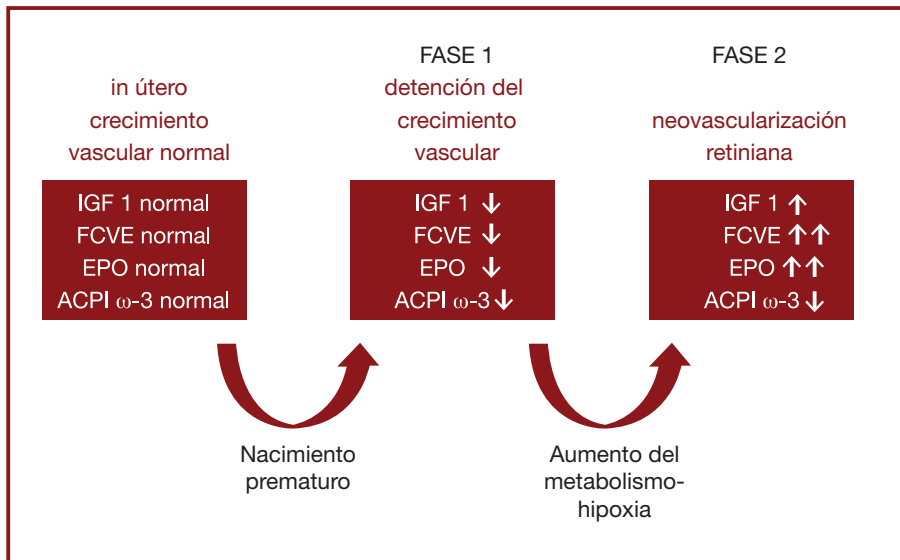 in útero
crecimiento
vascular normal
IGF 1 normal
FCVE normal
EPO normal
ACPI ω-3 normal
FASE 1
detención del
crecimiento
vascular
IGF 1 ↓
FCVE ↓
EPO ↓
ACPI ω-3 ↓
FASE 2
neovascularización
retiniana
IGF 1 ↑
FCVE ↑↑
EPO ↑↑
ACPI ω-3 ↓
Nacimiento
prematuro
Aumento del
metabolismo-
hipoxia